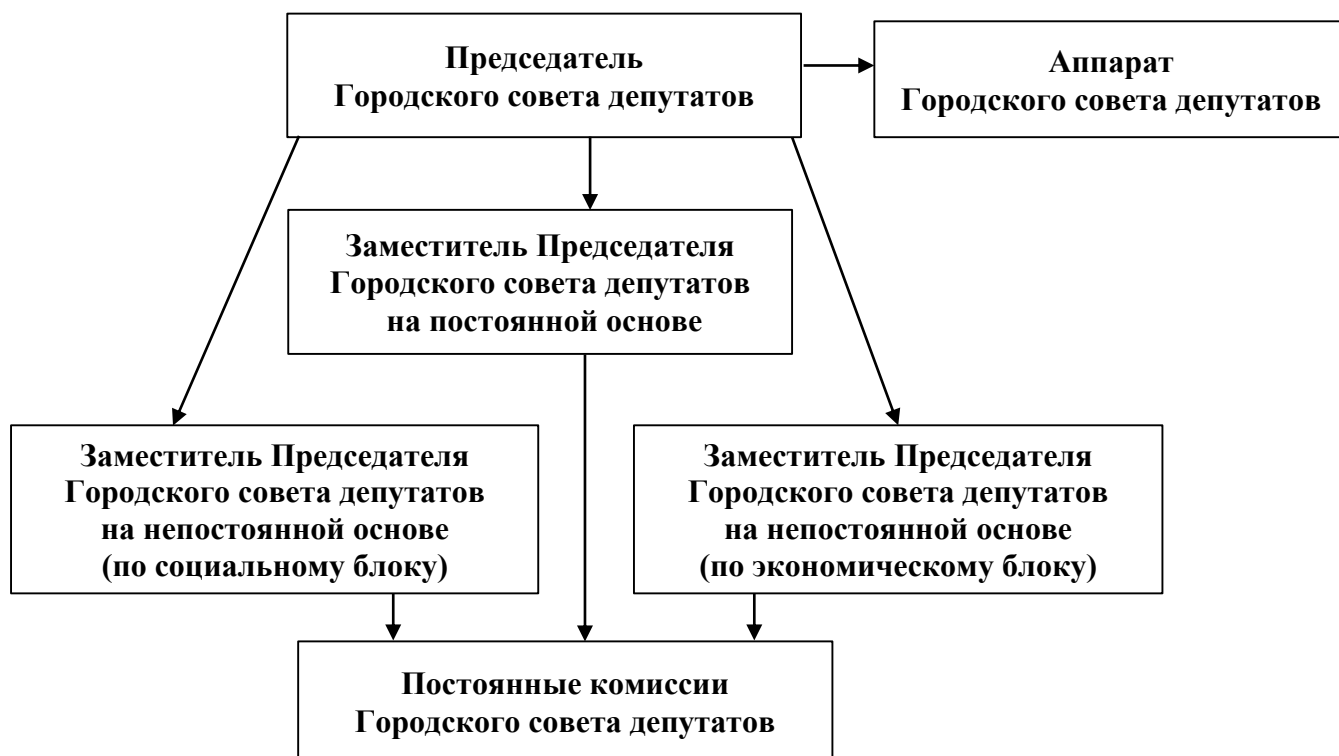 Председатель
Городского совета депутатов
Аппарат
Городского совета депутатов
Заместитель Председателя
Городского совета депутатов
на постоянной основе
Заместитель Председателя
Городского совета депутатов
на непостоянной основе
(по социальному блоку)
Заместитель Председателя
Городского совета депутатов
на непостоянной основе
(по экономическому блоку)
Постоянные комиссии
Городского совета депутатов